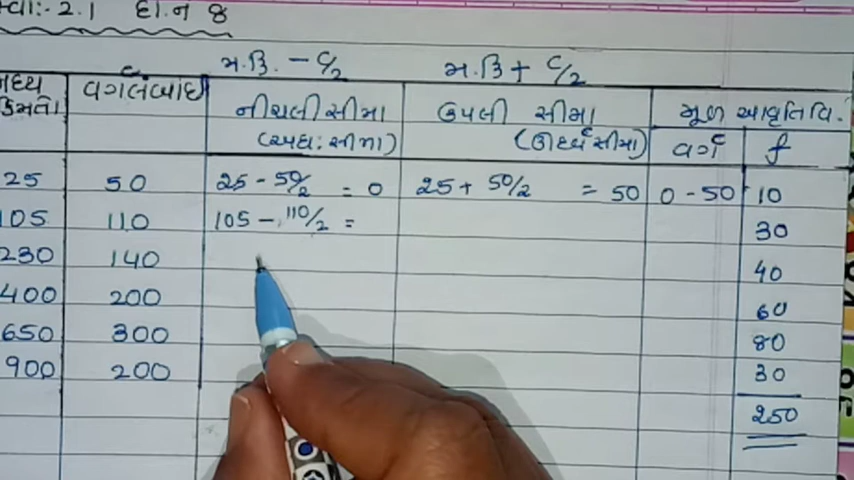 સ્વા:- 2.1 દા.ન 8
મ.કિં. - c/2 મ.કિં + c/2
મધ્ય કિંમત વર્ગલંબાઈ નીચલી સીમા ઉપલી સીમા મૂળ આવૃત્તિ વિ.
(અધ: સીમા) (ઊર્ધ્વ સીમા) વર્ગ f
25 50 25 - 50/2 = 0 25 + 50/2 = 50 0 - 50 10
105 110 105 - 110/2 = 30
230 140 40
400 200 60
650 300 80
900 200 30
250